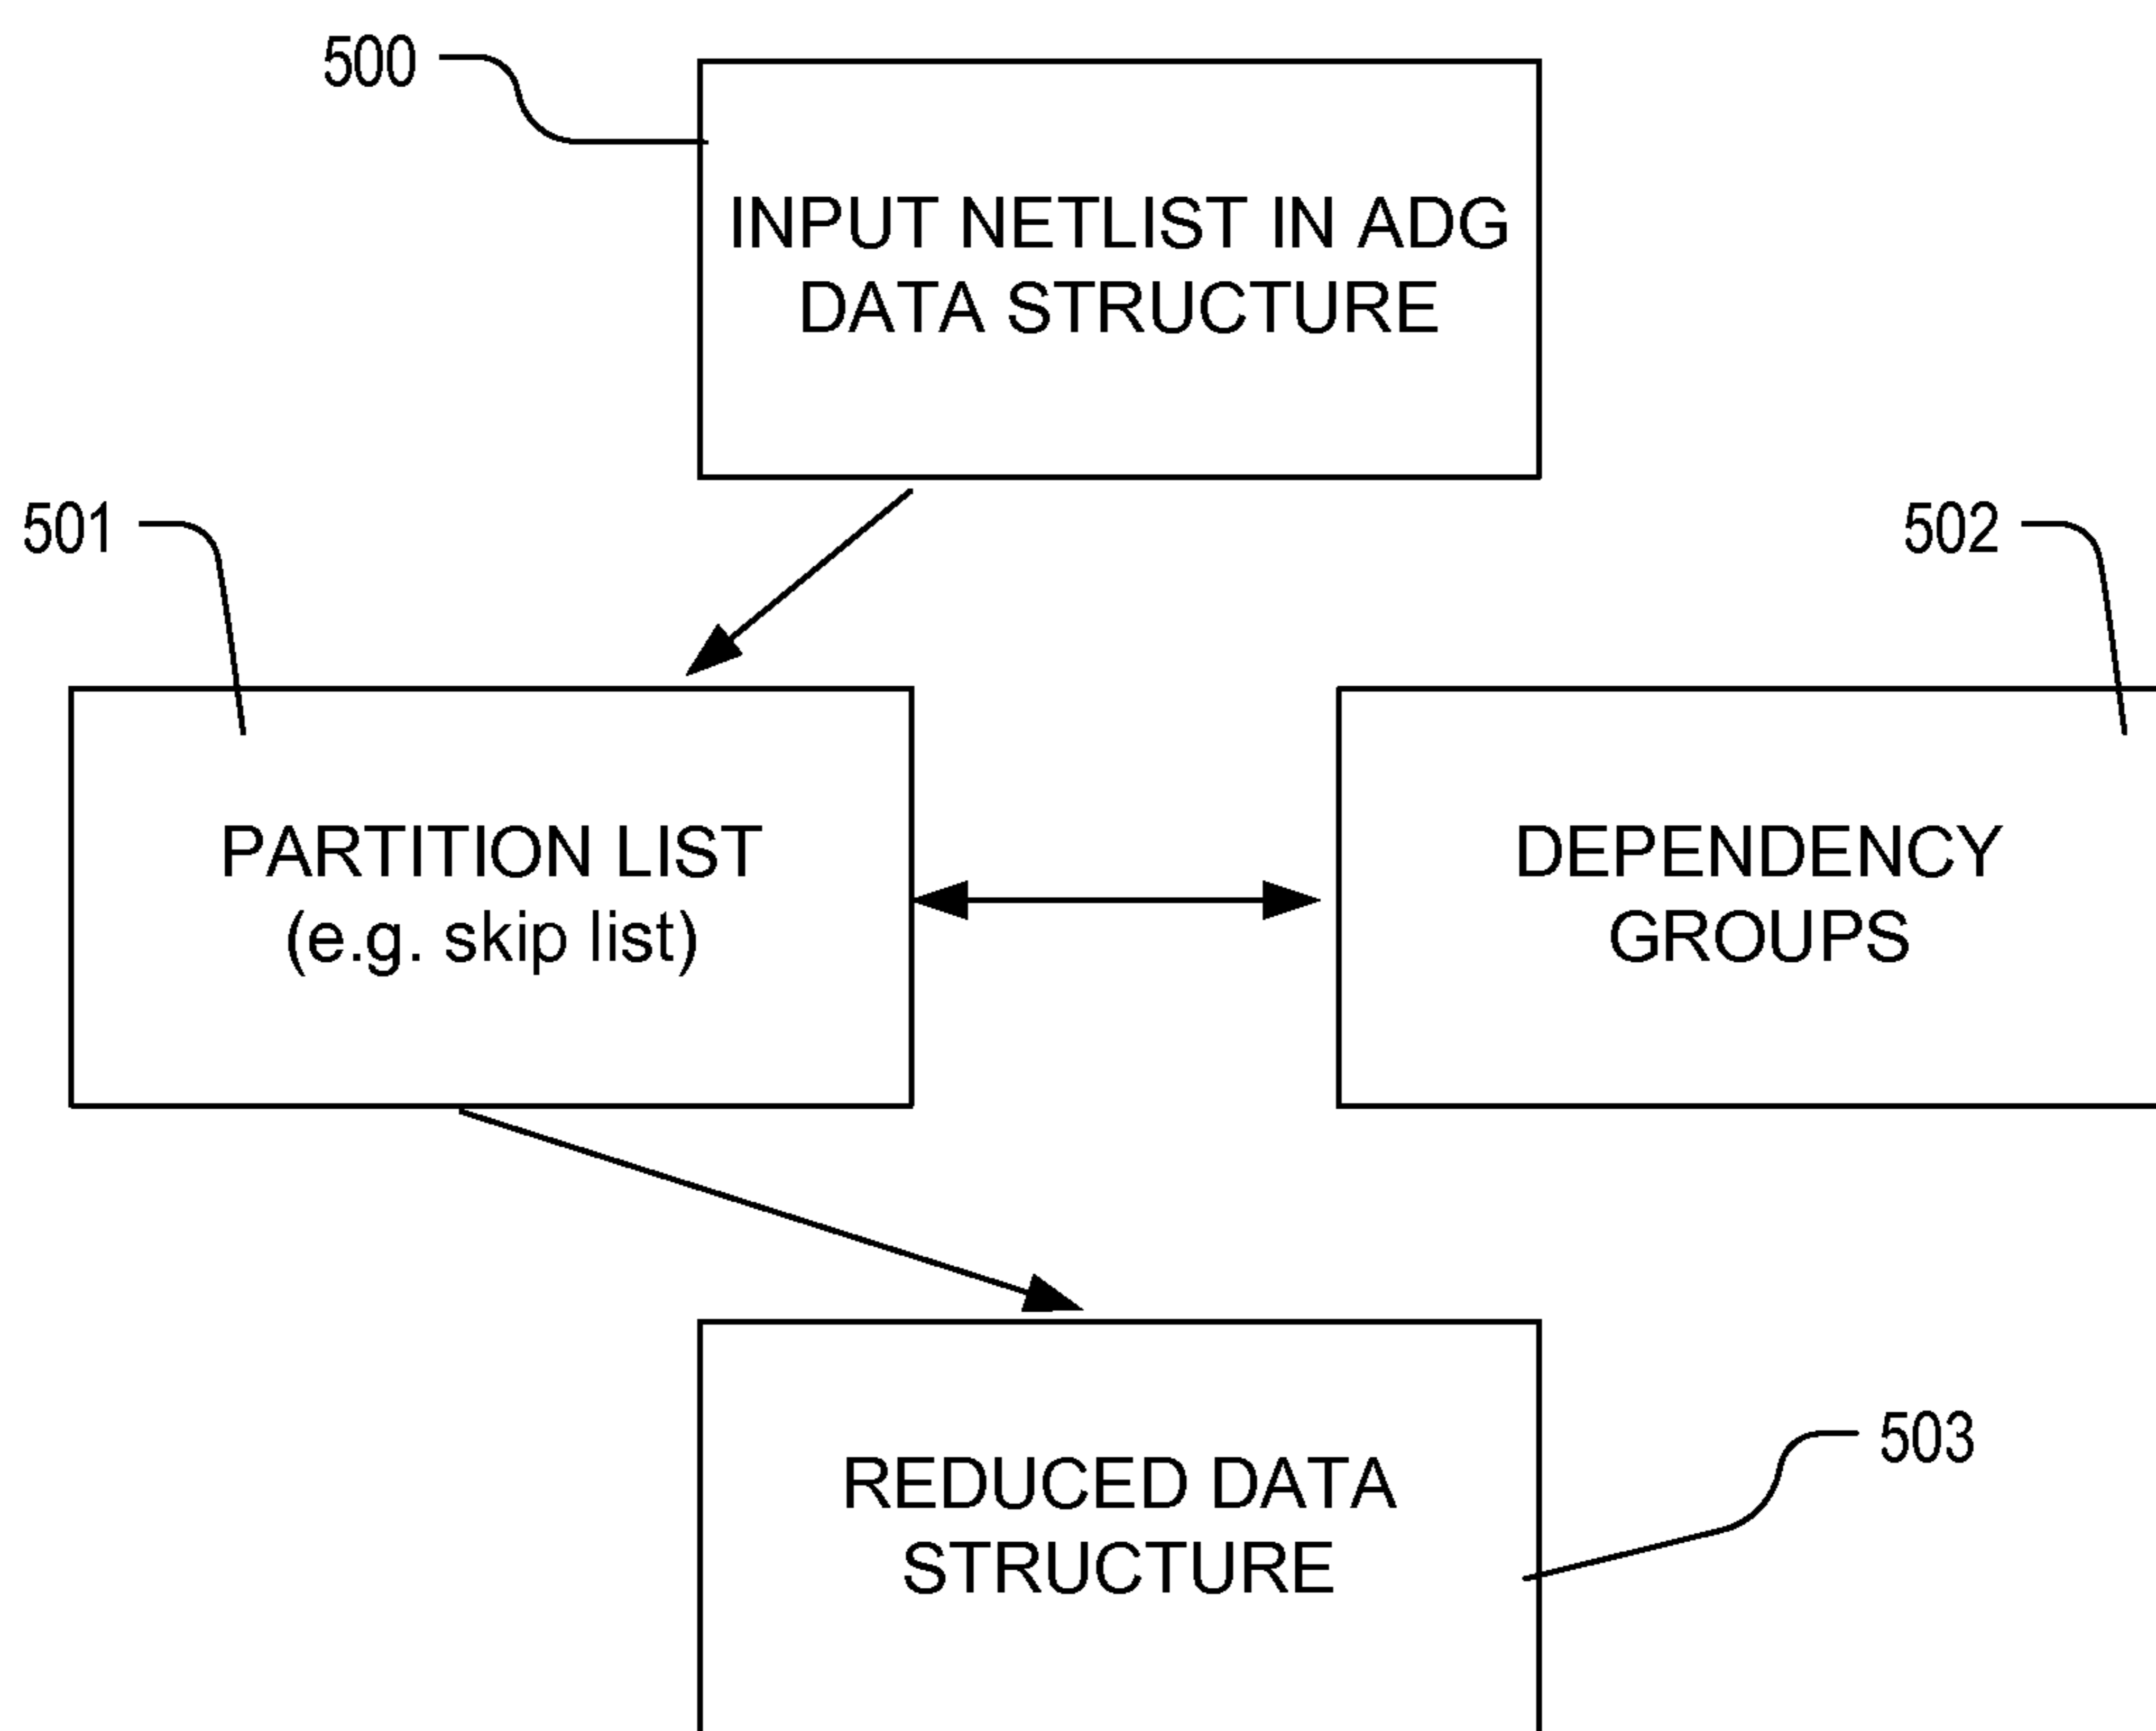 500
INPUT NETLIST IN ADG
DATA STRUCTURE
501
502
PARTITION LIST
(e.g. skip list)
DEPENDENCY
GROUPS
REDUCED DATA
STRUCTURE
503